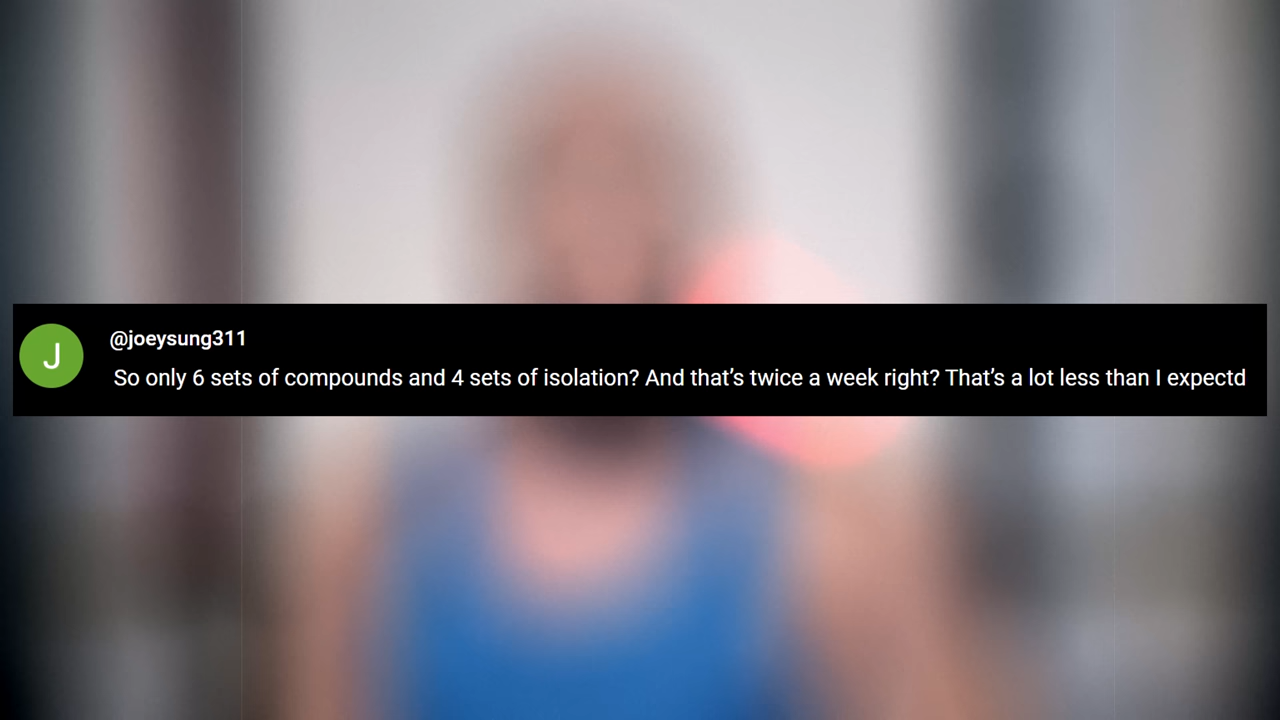 @joeysung311
So only 6 sets of compounds and 4 sets of isolation? And that’s twice a week right? That’s a lot less than I expectd